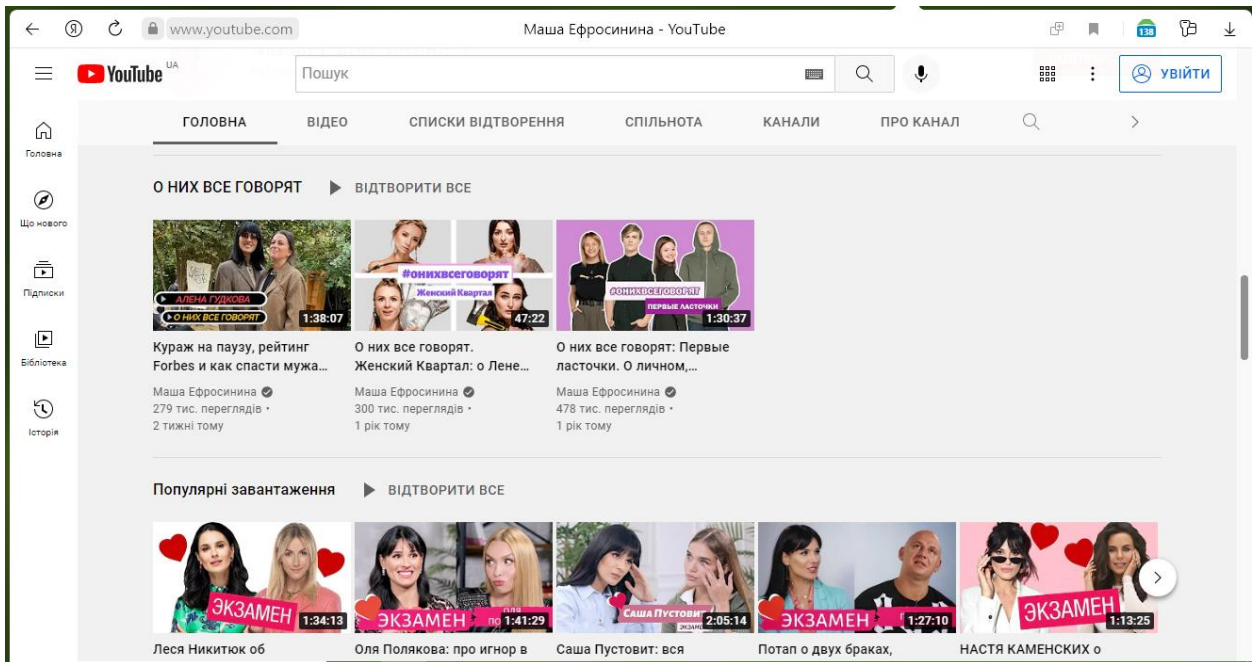 www.youtube.com
Маша Ефросинина - YouTube
138
YouTube UA
Пошук
УВІЙТИ
ГОЛОВНА ВІДЕО СПИСКИ ВІДТВОРЕННЯ СПІЛЬНОТА КАНАЛИ ПРО КАНАЛ
Головна
Що нового
Підписки
Бібліотека
Історія
О НИХ ВСЕ ГОВОРЯТ ВІДТВОРИТИ ВСЕ
АЛЕНА ГУДКОВА
О НИХ ВСЕ ГОВОРЯТ
1:38:07
Кураж на паузу, рейтинг
Forbes и как спасти мужа...
Маша Ефросинина
279 тис. переглядів •
2 тижні тому
#онихвсеговорят
Женский Квартал
47:22
О них все говорят.
Женский Квартал: о Лене...
Маша Ефросинина
300 тис. переглядів •
1 рік тому
#ОНИХВСЕГОВОРЯТ
ПЕРВЫЕ ЛАСТОЧКИ
1:30:37
О них все говорят: Первые
ласточки. О личном,...
Маша Ефросинина
478 тис. переглядів •
1 рік тому
Популярні завантаження ВІДТВОРИТИ ВСЕ
ЭКЗАМЕН
1:34:13
Леся Никитюк об
ЭКЗАМЕН
1:41:29
Оля Полякова: про игнор в
Саша Пустовит
2:05:14
Саша Пустовит: вся
ЭКЗАМЕН
1:27:10
Потап о двух браках,
ЭКЗАМЕН
1:13:25
НАСТЯ КАМЕНСКИХ о